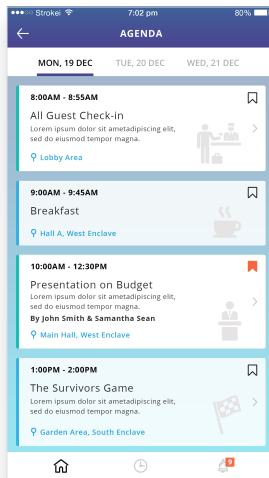 Strokei
7:02 pm
80%
AGENDA
MON, 19 DEC
TUE, 20 DEC
WED, 21 DEC
8:00AM - 8:55AM
All Guest Check-in
Lorem ipsum dolor sit ametadipiscing elit,
sed do eiusmod tempor magna.
Lobby Area
9:00AM - 9:45AM
Breakfast
Hall A, West Enclave
10:00AM - 12:30PM
Presentation on Budget
Lorem ipsum dolor sit ametadipiscing elit,
sed do eiusmod tempor magna.
By John Smith & Samantha Sean
Main Hall, West Enclave
1:00PM - 2:00PM
The Survivors Game
Lorem ipsum dolor sit ametadipiscing elit,
sed do eiusmod tempor magna.
Garden Area, South Enclave
9